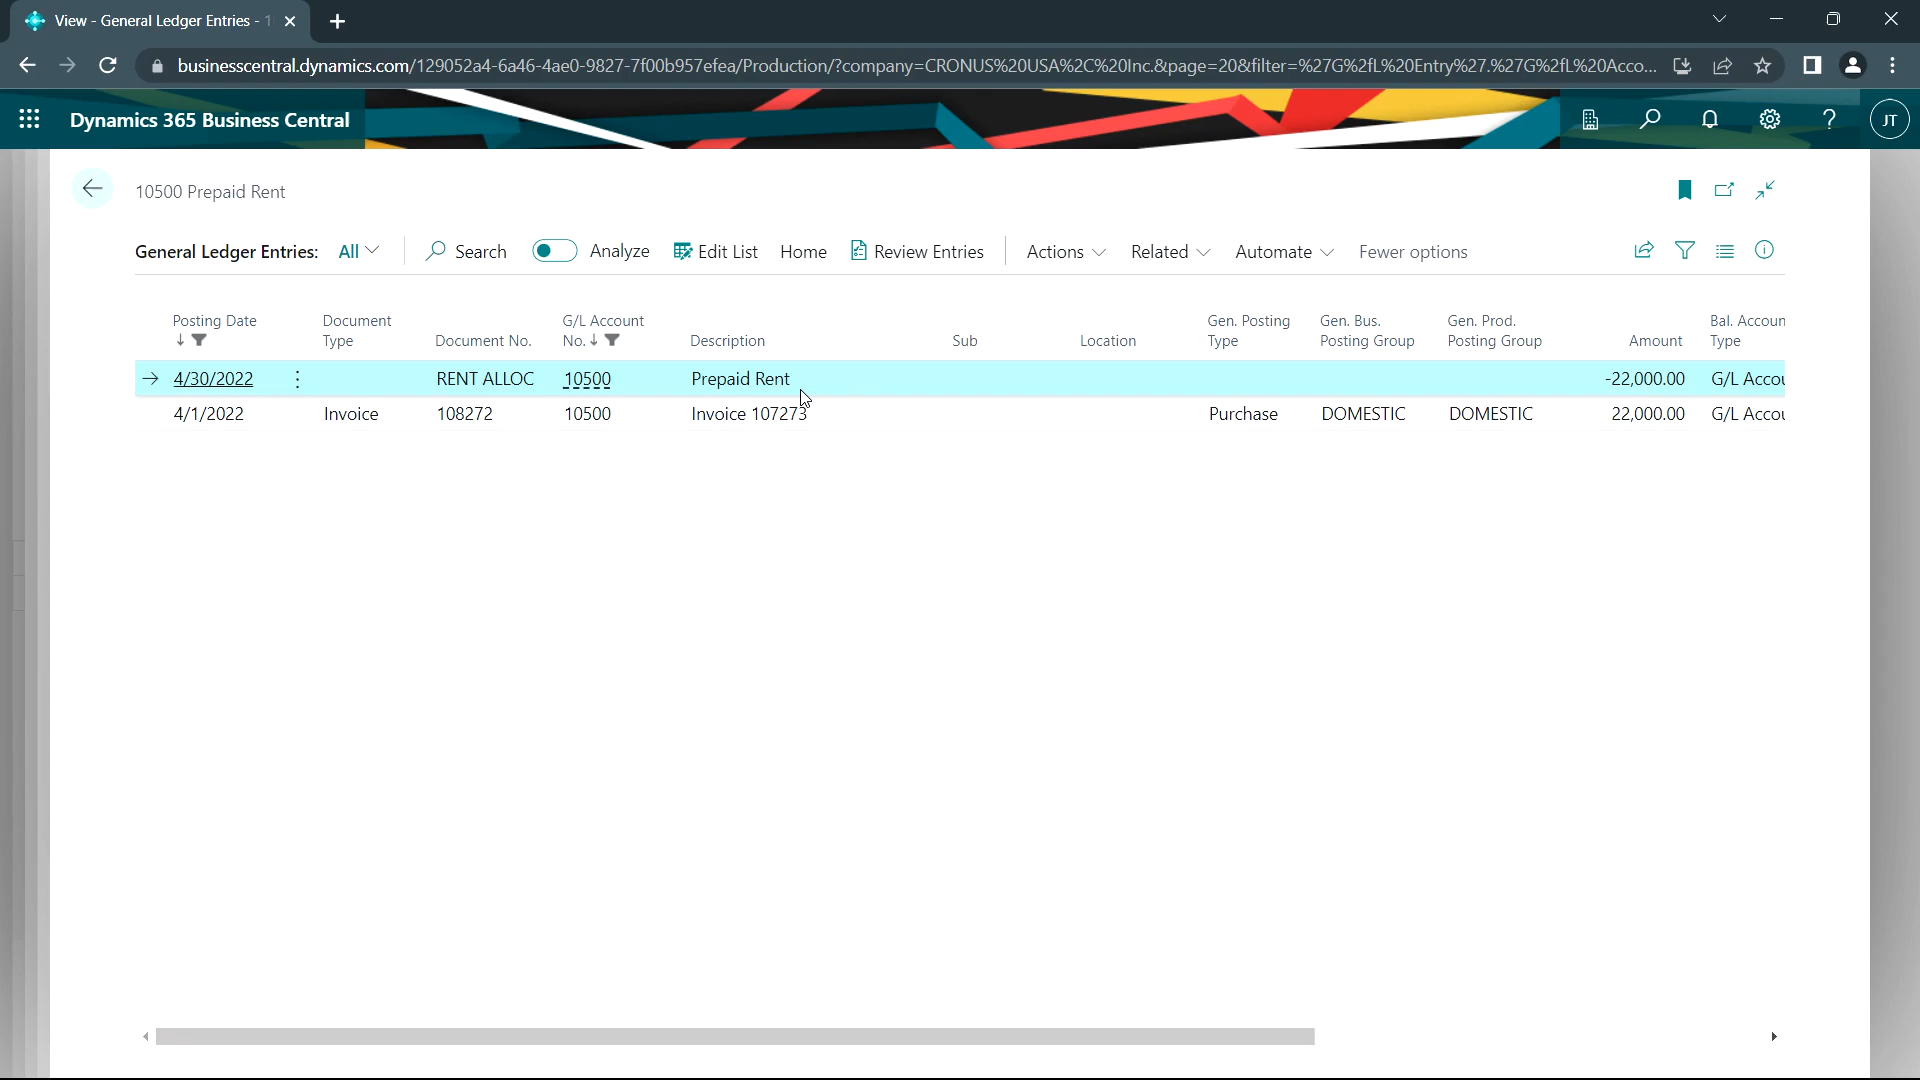 View - General Ledger Entries - 1
businesscentral.dynamics.com/129052a4-6a46-4ae0-9827-7f00b957efea/Production/?company=CRONUS%20USA%2C%20Inc.&page=20&filter=%27G%2fL%20Entry%27.%27G%2fL%20Acco...
Dynamics 365 Business Central
JT
10500 Prepaid Rent
General Ledger Entries: All Search Analyze Edit List Home Review Entries Actions Related Automate Fewer options
Posting Date Document Type Document No. G/L Account No. Description Sub Location Gen. Posting Type Gen. Bus. Posting Group Gen. Prod. Posting Group Amount Bal. Accoun Type
4/30/2022 RENT ALLOC 10500 Prepaid Rent -22,000.00 G/L Accou
4/1/2022 Invoice 108272 10500 Invoice 107273 Purchase DOMESTIC DOMESTIC 22,000.00 G/L Accou